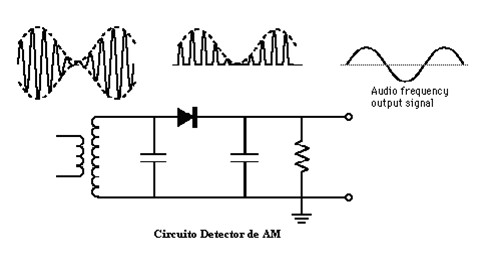 Audio frequency
output signal
Circuito Detector de AM